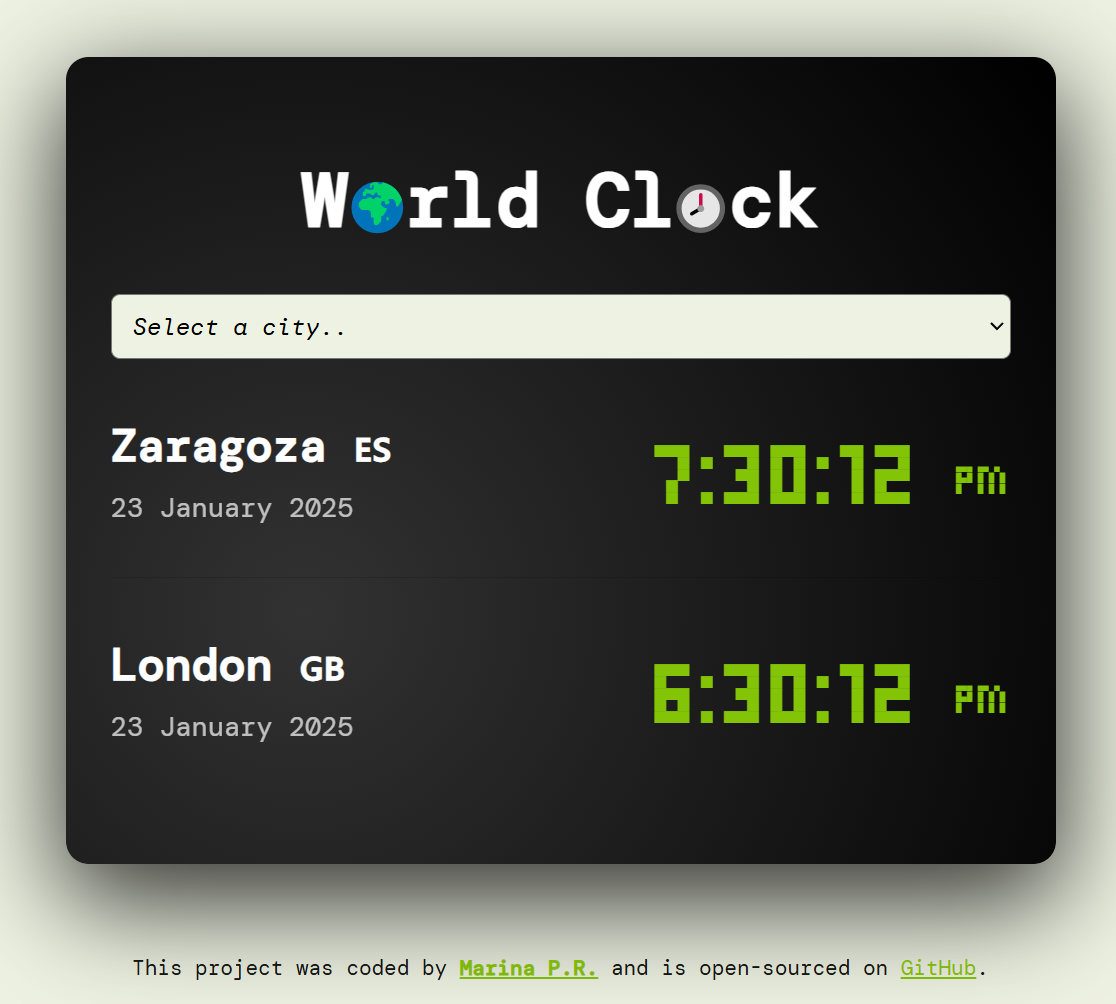 W🌍rld Cl🕗ck
Select a city..
Zaragoza ES
7:30:12 PM
23 January 2025
London GB
6:30:12 PM
23 January 2025
This project was coded by Marina P.R. and is open-sourced on GitHub.